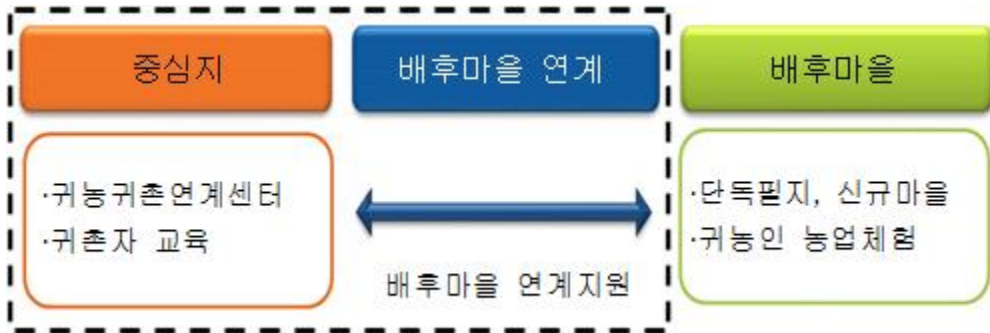 중심지
배후마을 연계
배후마을
·귀농귀촌연계센터
·귀촌자 교육
배후마을 연계지원
·단독필지, 신규마을
·귀농인 농업체험